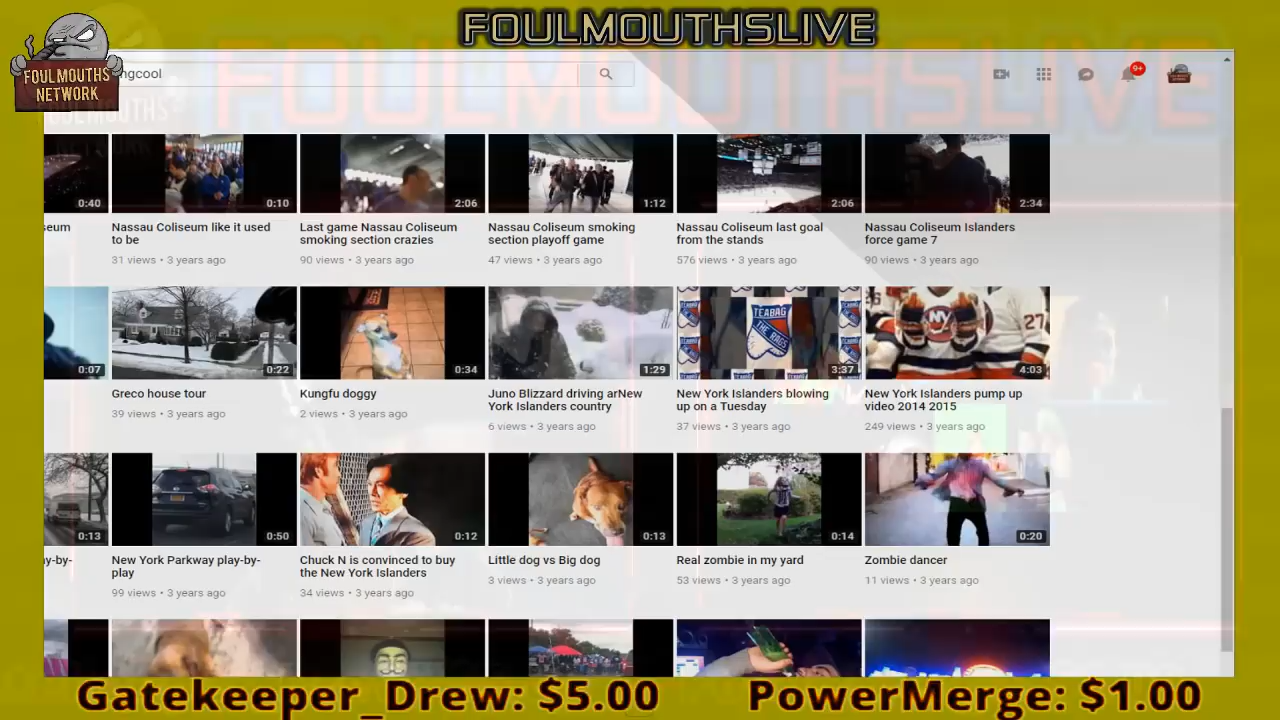 FOULMOUTHSLIVE
FOULMOUTHS
NETWORK
ngcool
9+
FOULMOUTHSLIVE
0:40
0:10
2:06
1:12
2:06
2:34
seum
Nassau Coliseum like it used
to be
31 views • 3 years ago
Last game Nassau Coliseum
smoking section crazies
90 views • 3 years ago
Nassau Coliseum smoking
section playoff game
47 views • 3 years ago
Nassau Coliseum last goal
from the stands
576 views • 3 years ago
Nassau Coliseum Islanders
force game 7
90 views • 3 years ago
TEABAG
THE RAGS
NY
27
0:07
0:22
0:34
1:29
3:37
4:03
Greco house tour
39 views • 3 years ago
Kungfu doggy
2 views • 3 years ago
Juno Blizzard driving arNew
York Islanders country
6 views • 3 years ago
New York Islanders blowing
up on a Tuesday
37 views • 3 years ago
New York Islanders pump up
video 2014 2015
249 views • 3 years ago
0:13
0:50
0:12
0:13
0:14
0:20
y-by-
New York Parkway play-by-
play
99 views • 3 years ago
Chuck N is convinced to buy
the New York Islanders
34 views • 3 years ago
Little dog vs Big dog
3 views • 3 years ago
Real zombie in my yard
53 views • 3 years ago
Zombie dancer
11 views • 3 years ago
Gatekeeper_Drew: $5.00
PowerMerge: $1.00